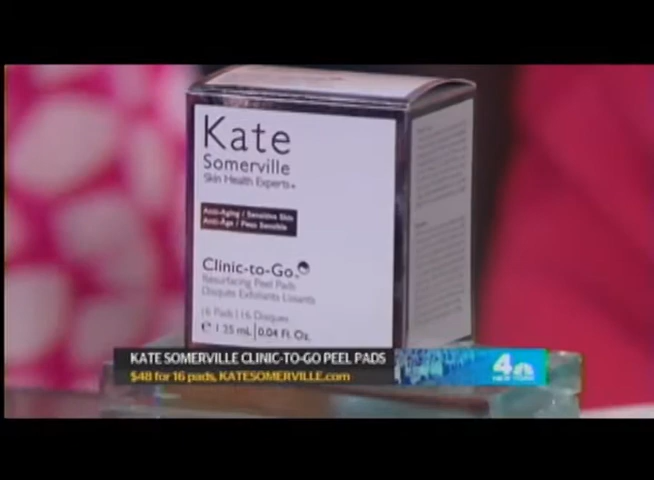 Kate
Somerville
Skin Health Experts
Anti-Aging / Sensitive Skin
Anti-Âge / Peau Sensible
Clinic-to-Go
Resurfacing Peel Pads
Disques Exfoliants Lissants
16 Pads | 16 Disques
℮ 1.25 mL | 0.04 Fl. Oz.
KATE SOMERVILLE CLINIC-TO-GO PEEL PADS
$48 for 16 pads, KATESOMERVILLE.com
4
NEW YORK